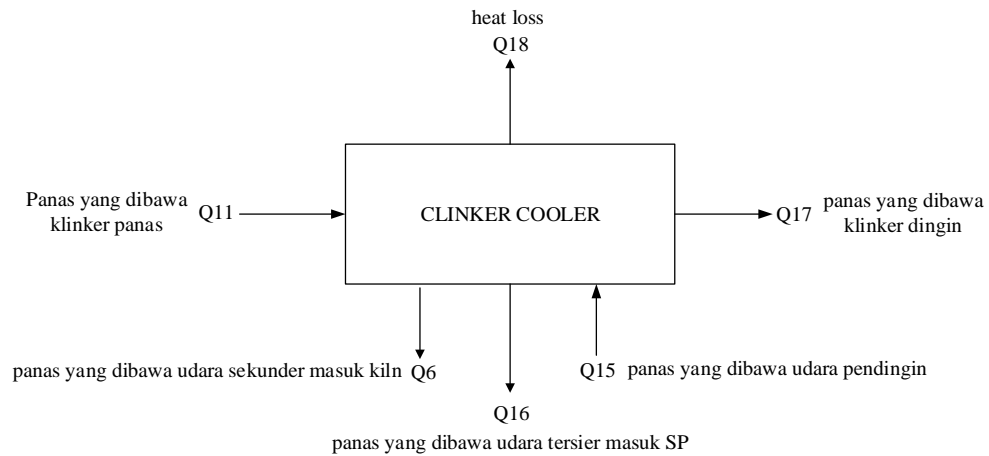 heat loss
Q18
Panas yang dibawa
klinker panas
Q11
CLINKER COOLER
Q17
panas yang dibawa
klinker dingin
panas yang dibawa udara sekunder masuk kiln
Q6
Q15
panas yang dibawa udara pendingin
Q16
panas yang dibawa udara tersier masuk SP